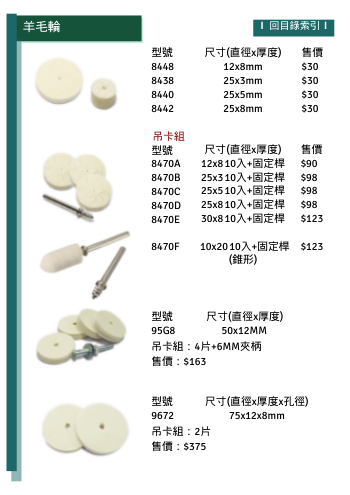 羊毛輪
回目錄索引
型號 尺寸(直徑x厚度) 售價
8448 12x8mm $30
8438 25x3mm $30
8440 25x5mm $30
8442 25x8mm $30
吊卡組
型號 尺寸(直徑x厚度) 售價
8470A 12x8 10入+固定桿 $90
8470B 25x3 10入+固定桿 $98
8470C 25x5 10入+固定桿 $98
8470D 25x8 10入+固定桿 $98
8470E 30x8 10入+固定桿 $123
8470F 10x20 10入+固定桿 $123
(錐形)
型號 尺寸(直徑x厚度)
95G8 50x12MM
吊卡組：4片+6MM夾柄
售價：$163
型號 尺寸(直徑x厚度x孔徑)
9672 75x12x8mm
吊卡組：2片
售價：$375